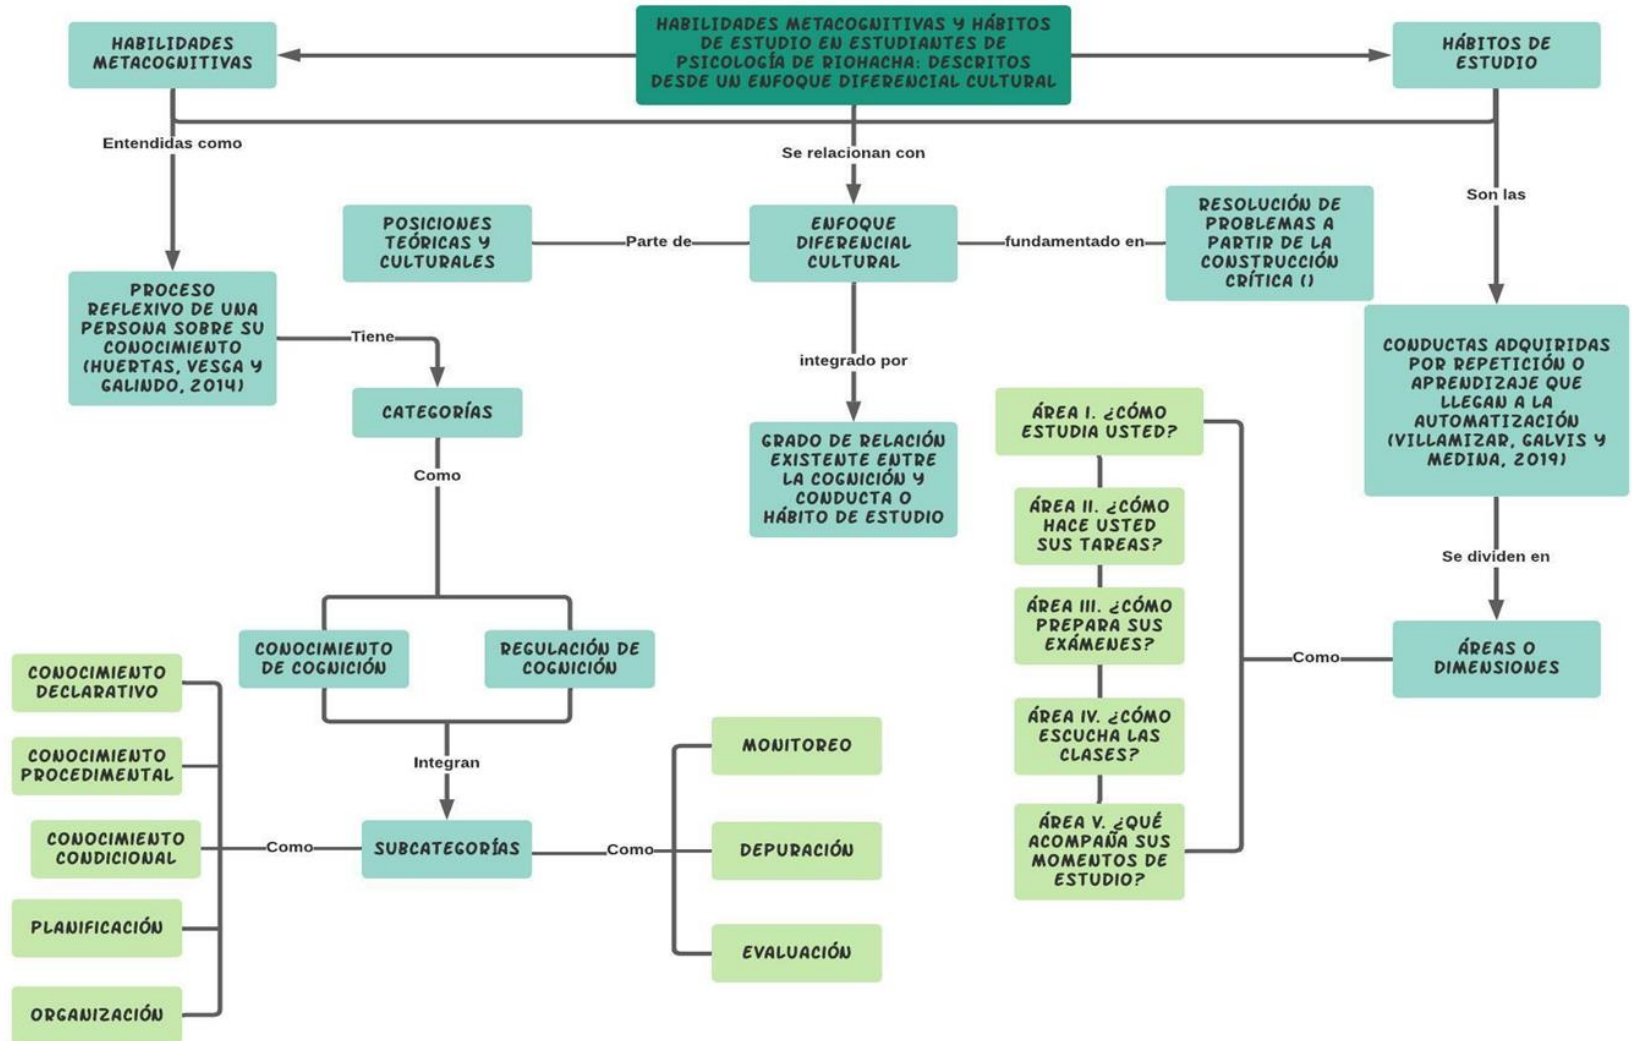 HABILIDADES METACOGNITIVAS Y HÁBITOS
DE ESTUDIO EN ESTUDIANTES DE
PSICOLOGÍA DE RIOHACHA: DESCRITOS
DESDE UN ENFOQUE DIFERENCIAL CULTURAL
HABILIDADES
METACOGNITIVAS
HÁBITOS DE
ESTUDIO
Entendidas como
Se relacionan con
Son las
POSICIONES
TEÓRICAS Y
CULTURALES
Parte de
ENFOQUE
DIFERENCIAL
CULTURAL
fundamentado en
RESOLUCIÓN DE
PROBLEMAS A
PARTIR DE LA
CONSTRUCCIÓN
CRÍTICA ()
PROCESO
REFLEXIVO DE UNA
PERSONA SOBRE SU
CONOCIMIENTO
(HUERTAS, VESGA Y
GALINDO, 2014)
Tiene
CATEGORÍAS
Como
integrado por
GRADO DE RELACIÓN
EXISTENTE ENTRE
LA COGNICIÓN Y
CONDUCTA O
HÁBITO DE ESTUDIO
CONDUCTAS ADQUIRIDAS
POR REPETICIÓN O
APRENDIZAJE QUE
LLEGAN A LA
AUTOMATIZACIÓN
(VILLAMIZAR, GALVIS Y
MEDINA, 2019)
Se dividen en
ÁREAS O
DIMENSIONES
Como
ÁREA I. ¿CÓMO
ESTUDIA USTED?
ÁREA II. ¿CÓMO
HACE USTED
SUS TAREAS?
ÁREA III. ¿CÓMO
PREPARA SUS
EXÁMENES?
ÁREA IV. ¿CÓMO
ESCUCHA LAS
CLASES?
ÁREA V. ¿QUÉ
ACOMPAÑA SUS
MOMENTOS DE
ESTUDIO?
CONOCIMIENTO
DE COGNICIÓN
REGULACIÓN DE
COGNICIÓN
Integran
SUBCATEGORÍAS
Como
CONOCIMIENTO
DECLARATIVO
CONOCIMIENTO
PROCEDIMENTAL
CONOCIMIENTO
CONDICIONAL
PLANIFICACIÓN
ORGANIZACIÓN
Como
MONITOREO
DEPURACIÓN
EVALUACIÓN